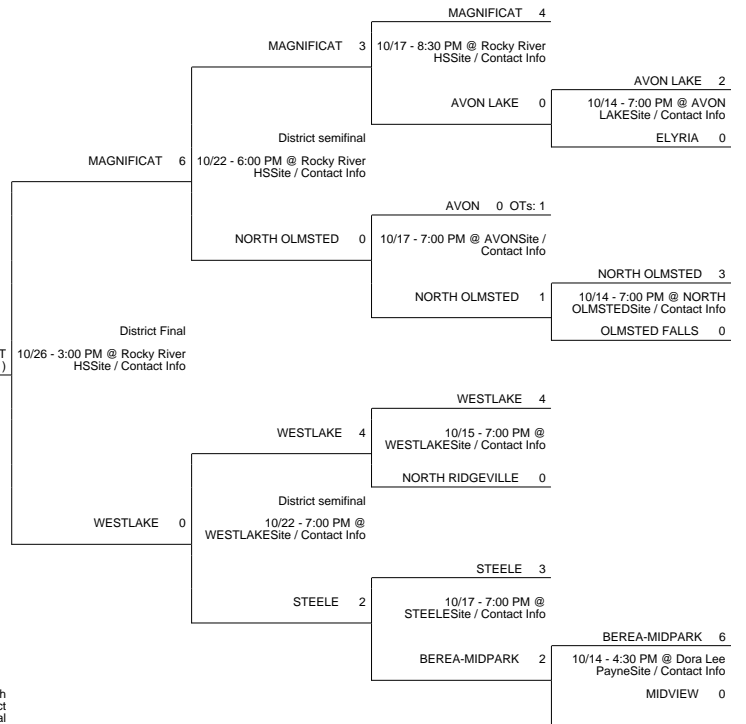 MAGNIFICAT 4
MAGNIFICAT 3
10/17 - 8:30 PM @ Rocky River
HSSite / Contact Info
AVON LAKE 2
AVON LAKE 0
10/14 - 7:00 PM @ AVON
LAKESite / Contact Info
ELYRIA 0
District semifinal
MAGNIFICAT 6
10/22 - 6:00 PM @ Rocky River
HSSite / Contact Info
AVON 0 OTs: 1
NORTH OLMSTED 0
10/17 - 7:00 PM @ AVONSite /
Contact Info
NORTH OLMSTED 3
NORTH OLMSTED 1
10/14 - 7:00 PM @ NORTH
OLMSTEDSite / Contact Info
OLMSTED FALLS 0
District Final
T
)
10/26 - 3:00 PM @ Rocky River
HSSite / Contact Info
WESTLAKE 4
WESTLAKE 4
10/15 - 7:00 PM @
WESTLAKESite / Contact Info
NORTH RIDGEVILLE 0
District semifinal
WESTLAKE 0
10/22 - 7:00 PM @
WESTLAKESite / Contact Info
STEELE 3
STEELE 2
10/17 - 7:00 PM @
STEELESite / Contact Info
BEREA-MIDPARK 6
BEREA-MIDPARK 2
10/14 - 4:30 PM @ Dora Lee
PayneSite / Contact Info
MIDVIEW 0
h
ct
al